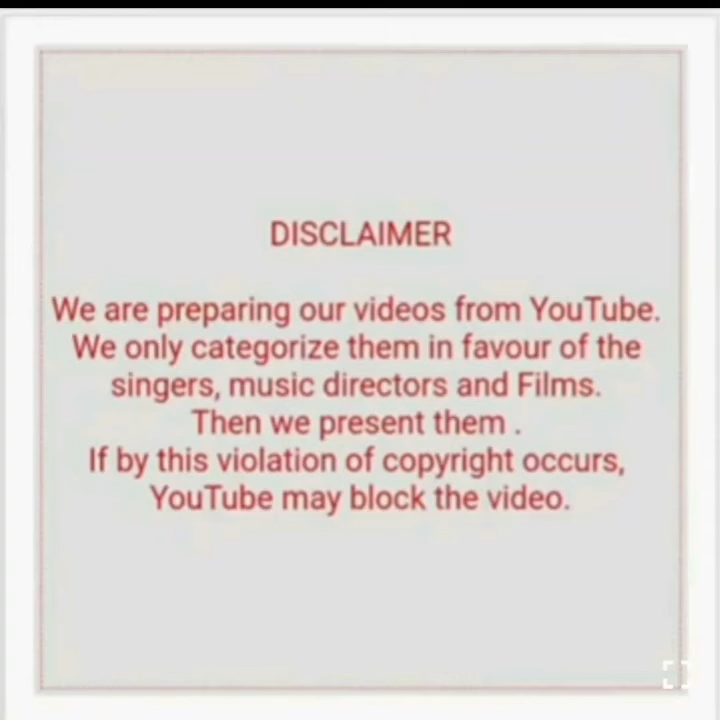 DISCLAIMER
We are preparing our videos from YouTube.
We only categorize them in favour of the
singers, music directors and Films.
Then we present them .
If by this violation of copyright occurs,
YouTube may block the video.